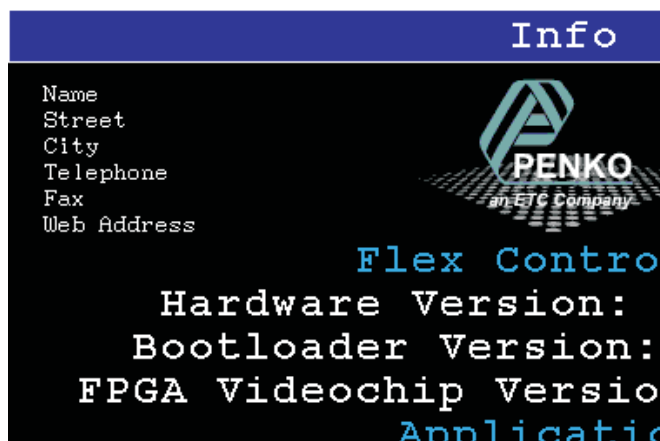 Info
Name
Street
City
Telephone
Fax
Web Address
PENKO
an ETC Company
Flex Contro
Hardware Version:
Bootloader Version:
FPGA Videochip Versio
Applicatio